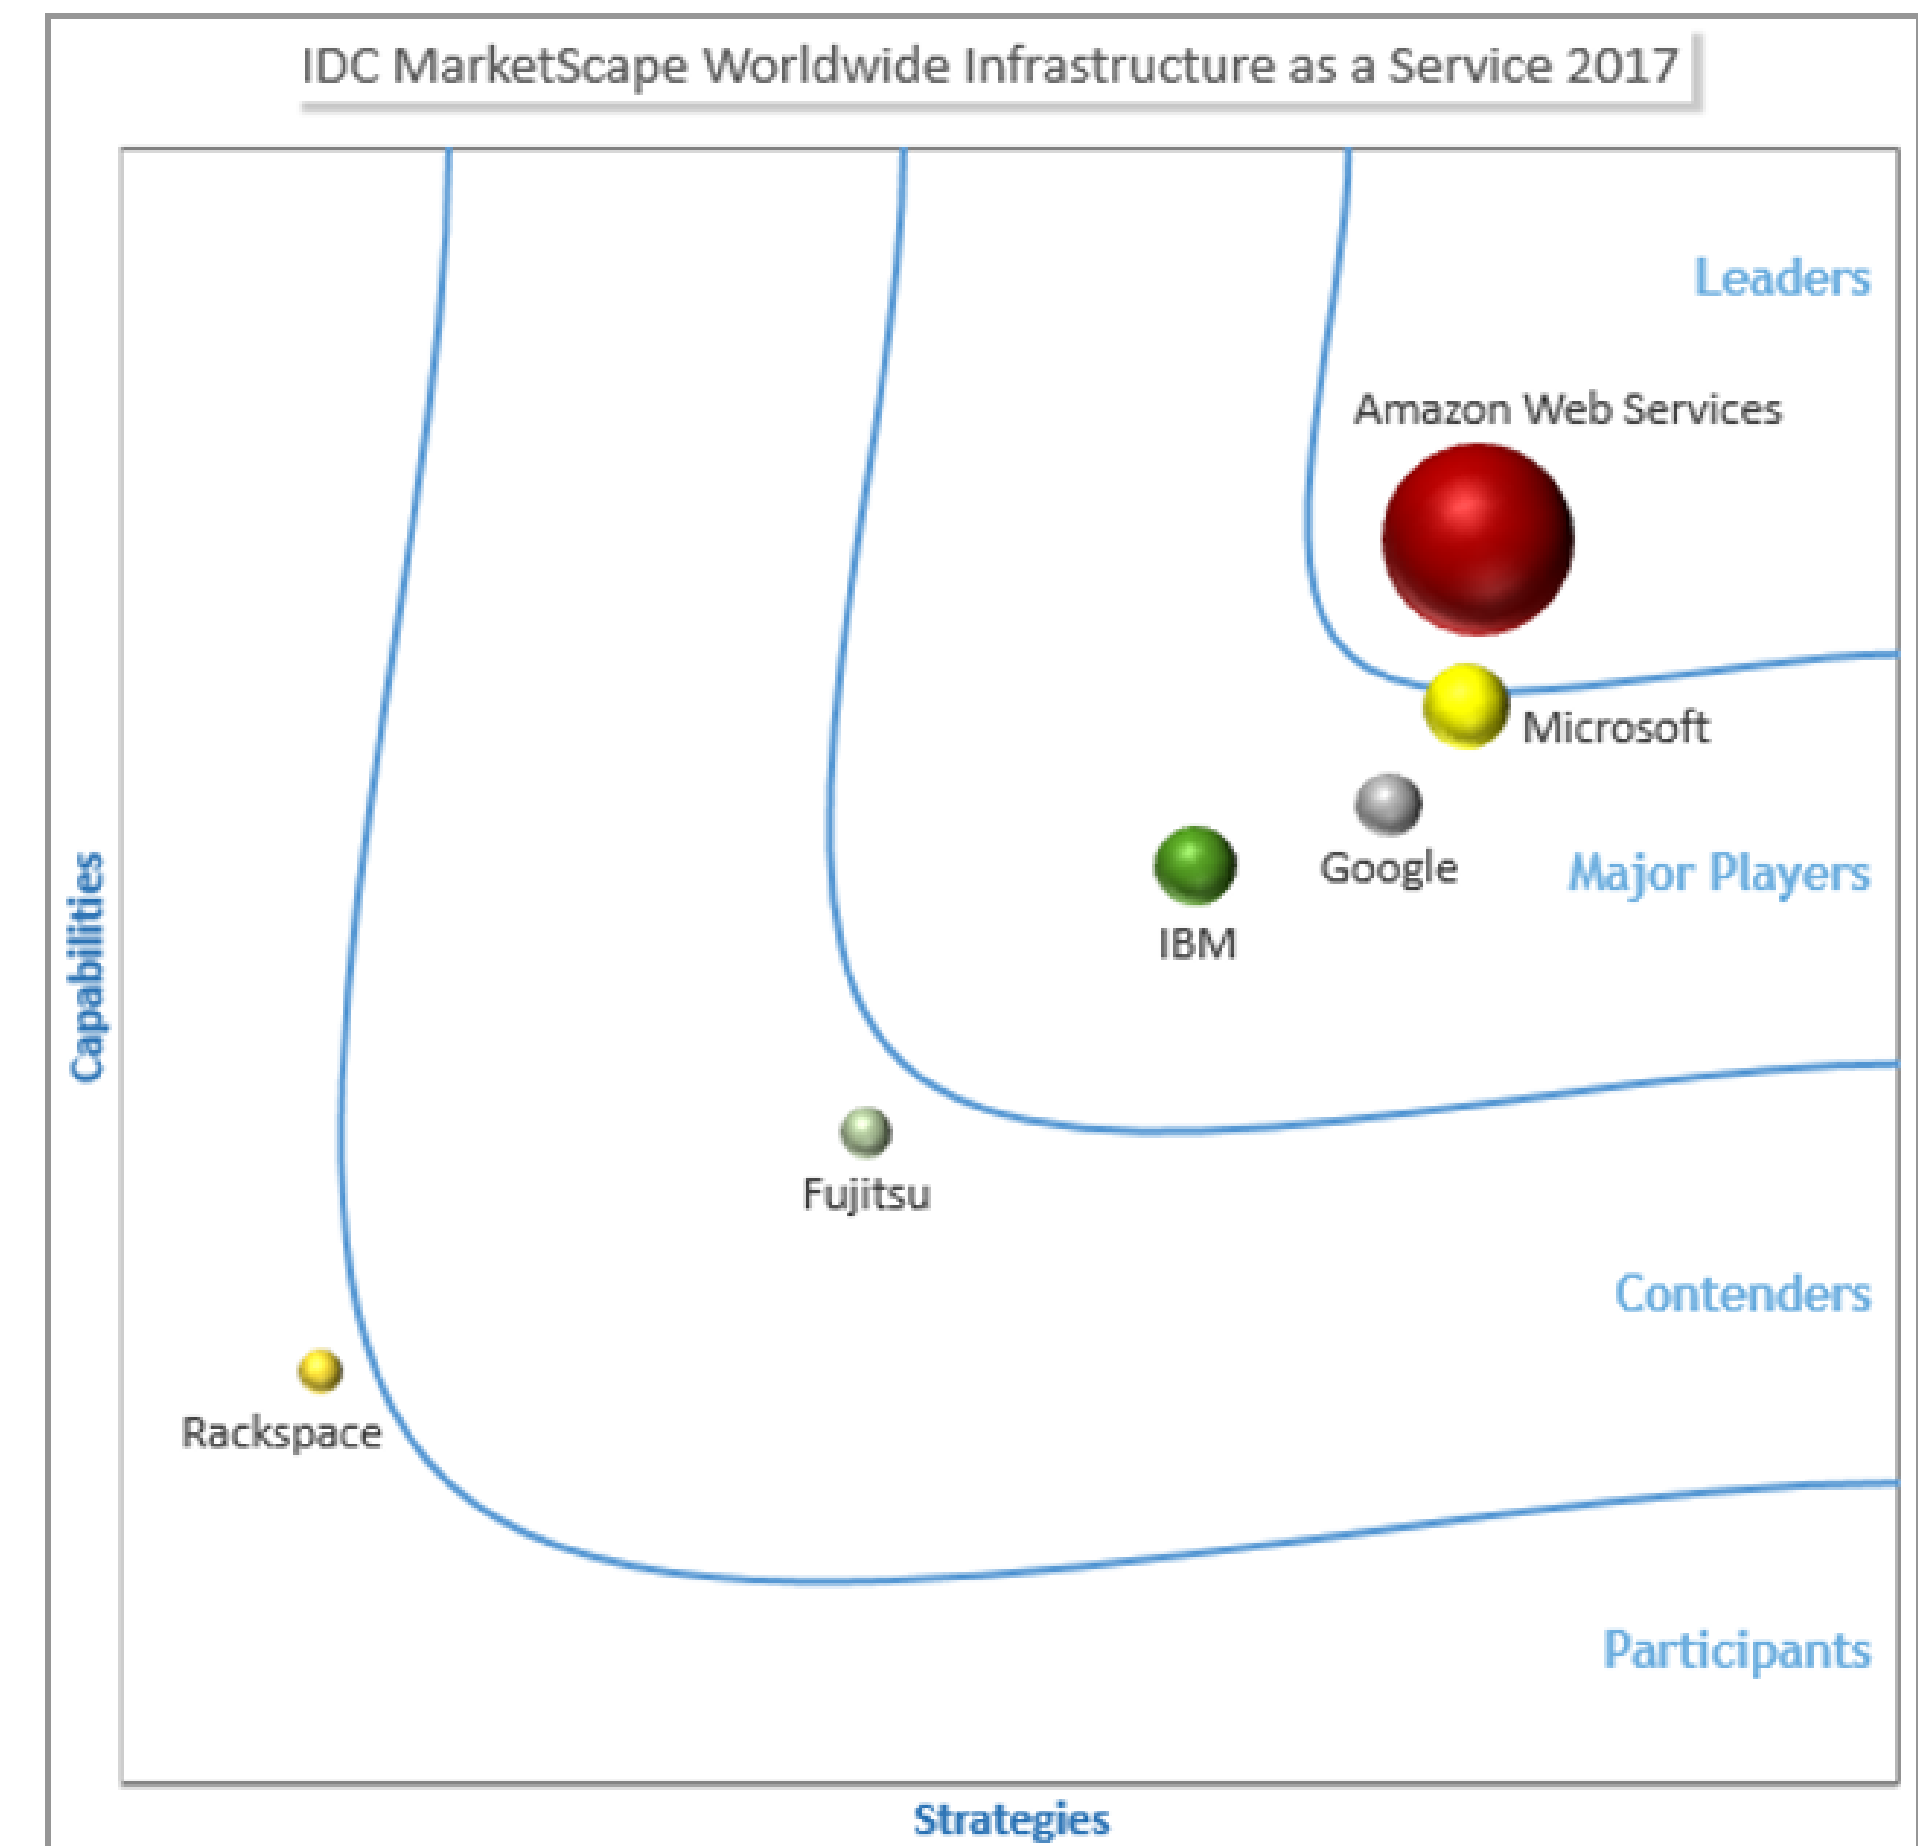 IDC MarketScape Worldwide Infrastructure as a Service 2017
Leaders
Amazon Web Services
Microsoft
Google
Major Players
IBM
Capabilities
Fujitsu
Contenders
Rackspace
Participants
Strategies